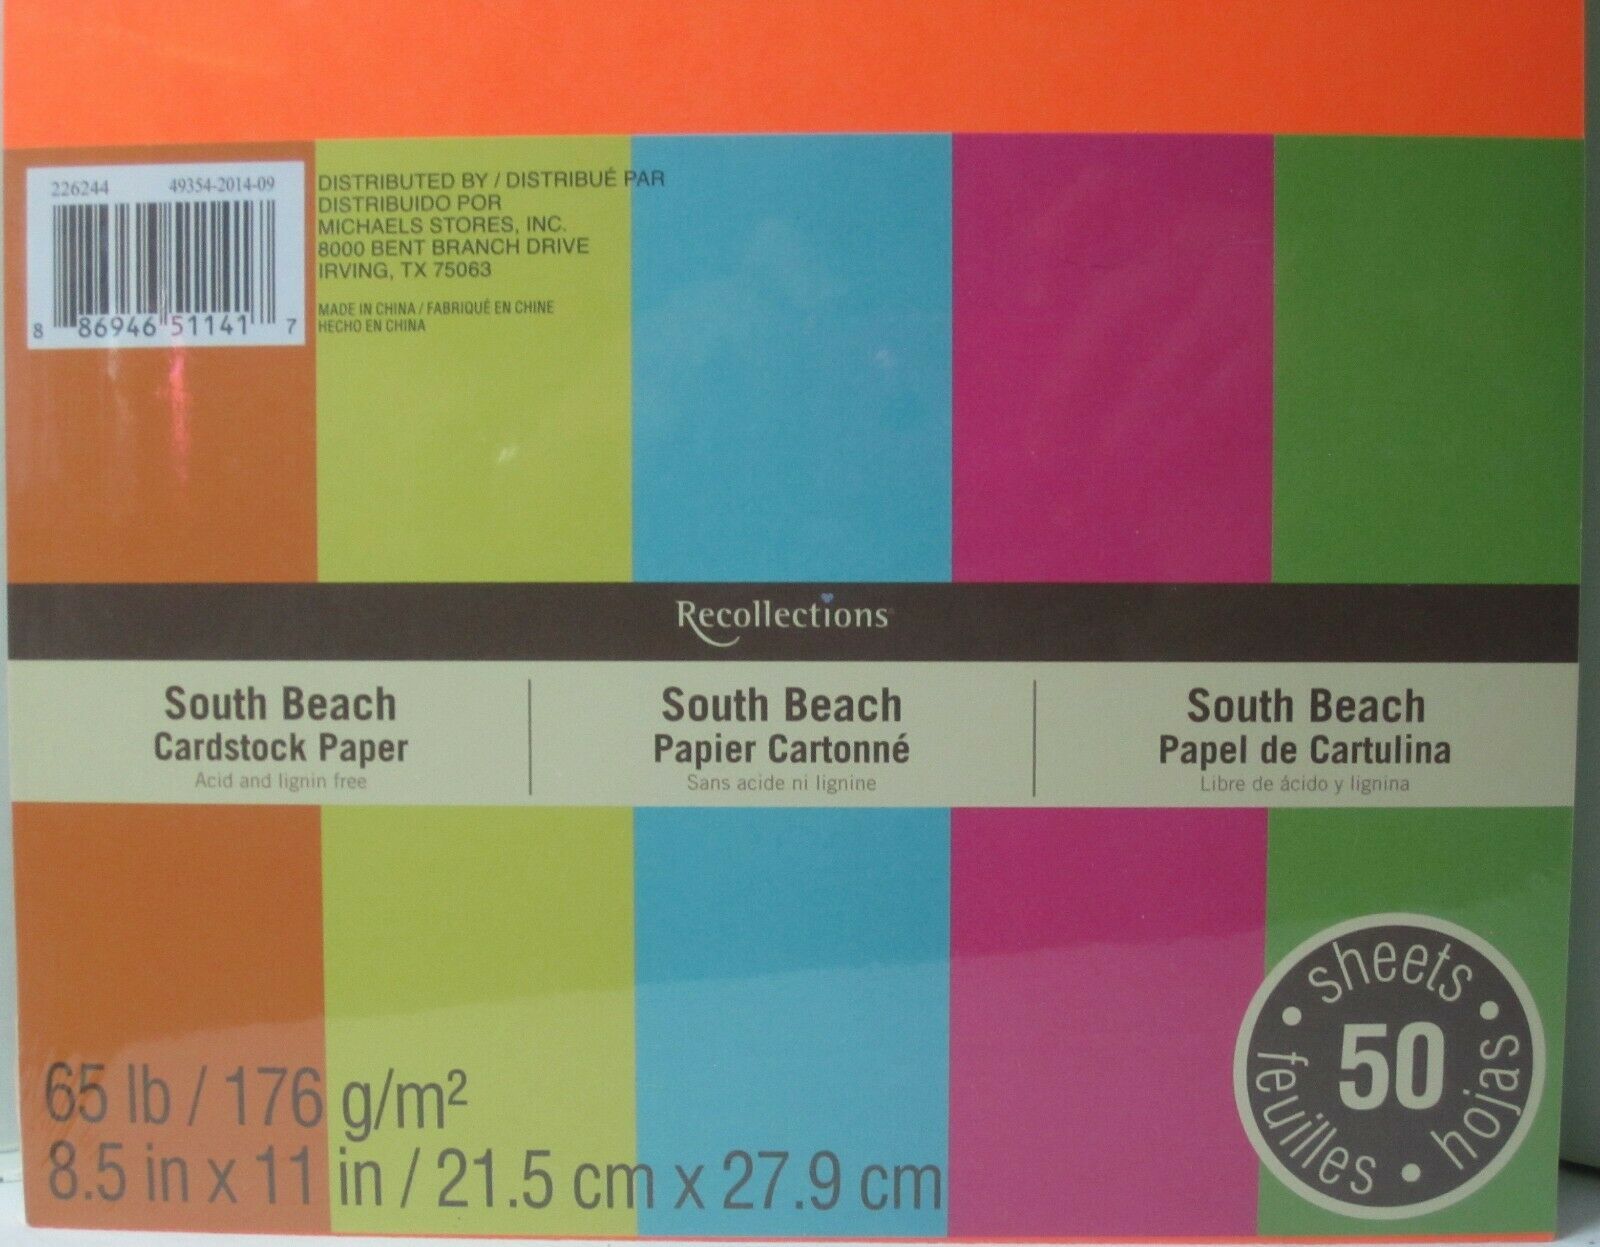 226244 49354-2014-09
8 86946 51141 7
DISTRIBUTED BY / DISTRIBUÉ PAR
DISTRIBUIDO POR
MICHAELS STORES, INC.
8000 BENT BRANCH DRIVE
IRVING, TX 75063
MADE IN CHINA / FABRIQUÉ EN CHINE
HECHO EN CHINA
Recollections
South Beach
Cardstock Paper
Acid and lignin free
South Beach
Papier Cartonné
Sans acide ni lignine
South Beach
Papel de Cartulina
Libre de ácido y lignina
65 lb / 176 g/m²
8.5 in x 11 in / 21.5 cm x 27.9 cm
• sheets •
50
hojas •
feuilles